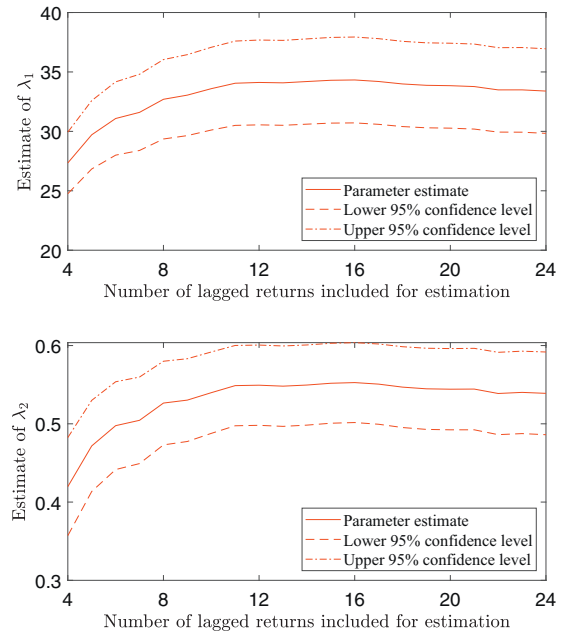 40
35
30
25
20
Estimate of λ1
4 8 12 16 20 24
Number of lagged returns included for estimation
Parameter estimate
Lower 95% confidence level
Upper 95% confidence level
0.6
0.5
0.4
0.3
Estimate of λ2
4 8 12 16 20 24
Number of lagged returns included for estimation
Parameter estimate
Lower 95% confidence level
Upper 95% confidence level